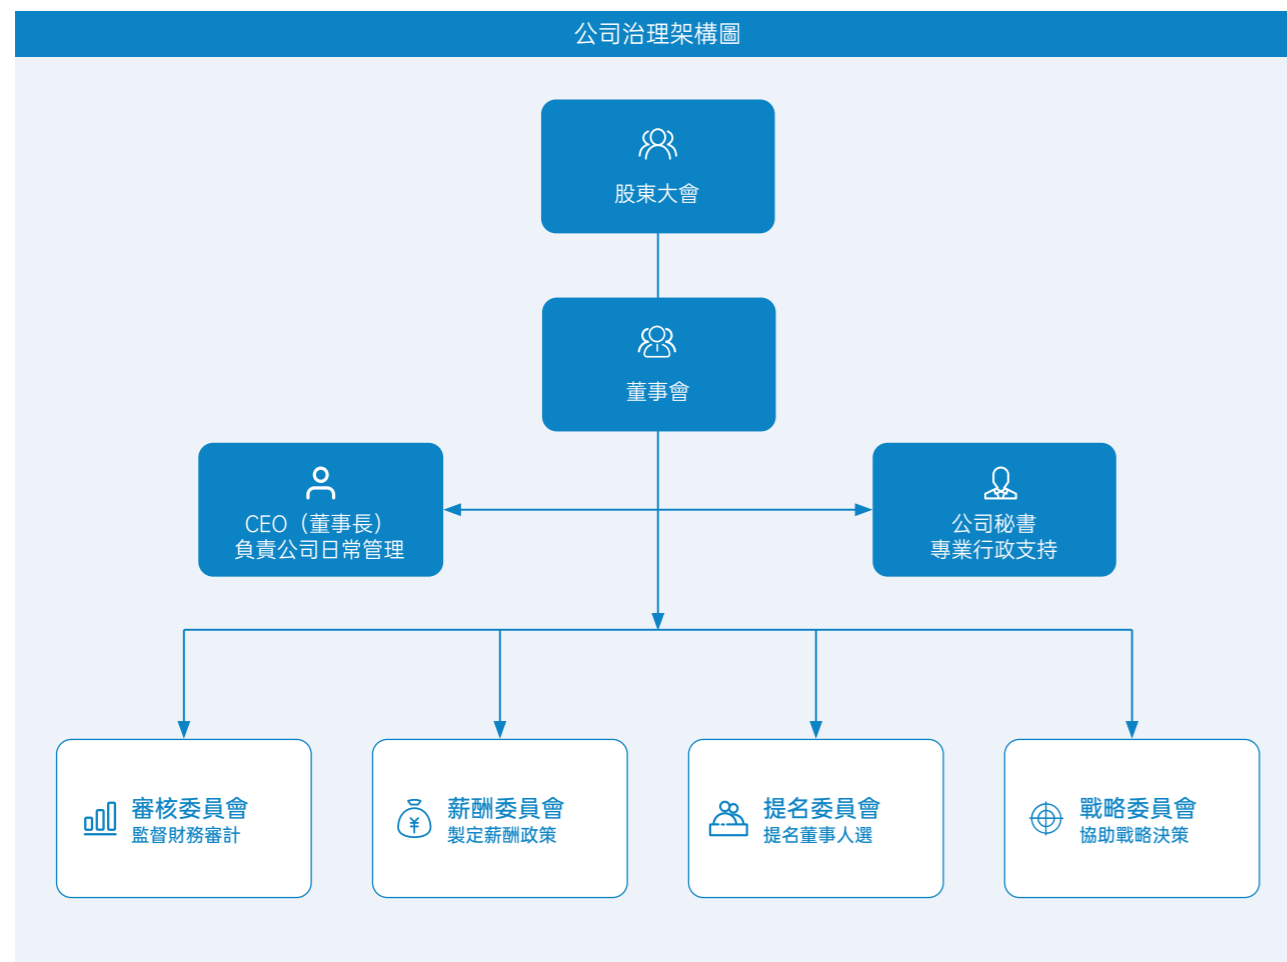 公司治理架構圖
股東大會
董事會
CEO（董事長）
負責公司日常管理
公司秘書
專業行政支持
審核委員會
監督財務審計
薪酬委員會
製定薪酬政策
提名委員會
提名董事人選
戰略委員會
協助戰略決策